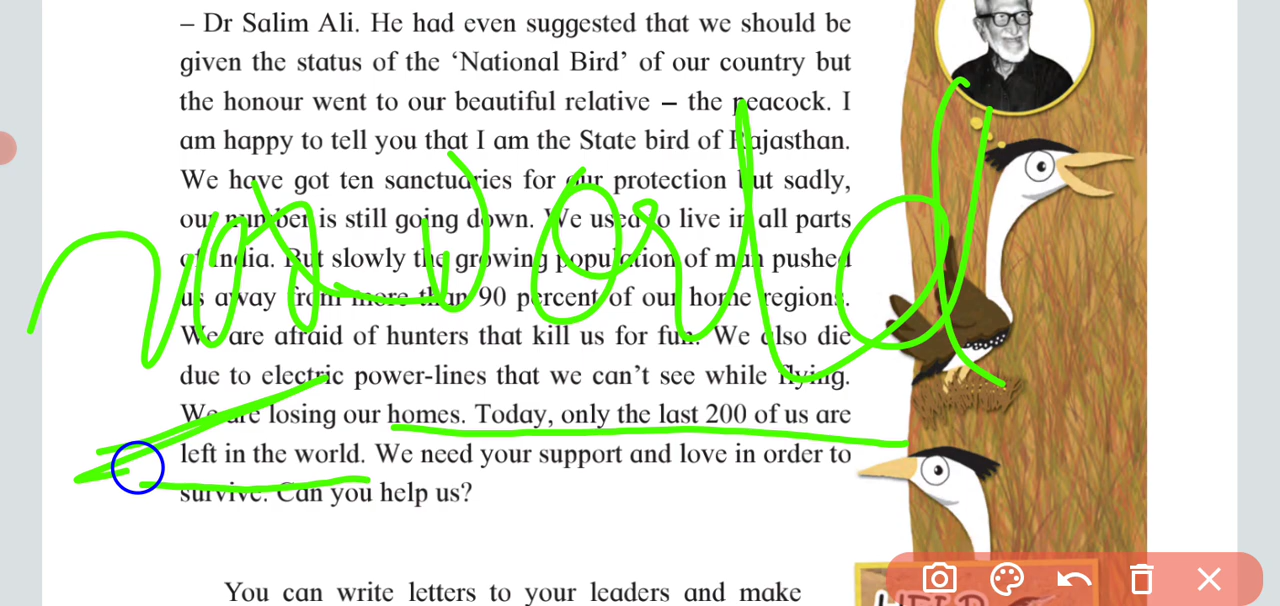 – Dr Salim Ali. He had even suggested that we should be
given the status of the ‘National Bird’ of our country but
the honour went to our beautiful relative – the peacock. I
am happy to tell you that I am the State bird of Rajasthan.
We have got ten sanctuaries for our protection but sadly,
our number is still going down. We used to live in all parts
of India. But slowly the growing population of man pushed
us away from more than 90 percent of our home regions.
We are afraid of hunters that kill us for fun. We also die
due to electric power-lines that we can’t see while flying.
We are losing our homes. Today, only the last 200 of us are
left in the world. We need your support and love in order to
survive. Can you help us?
world
You can write letters to your leaders and make
HELP